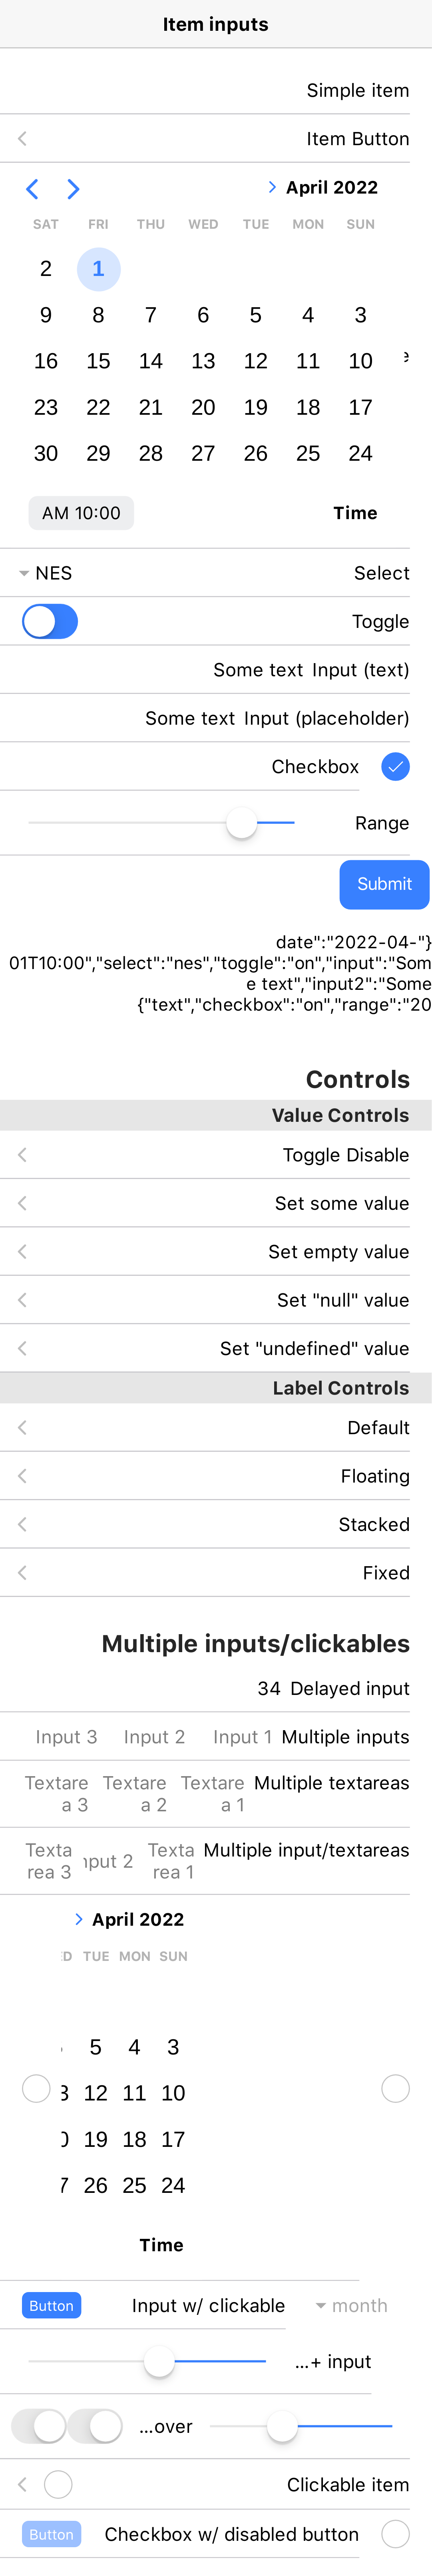 Item inputs
Simple item
Item Button
April 2022
SAT FRI THU WED TUE MON SUN
2 1
9 8 7 6 5 4 3
16 15 14 13 12 11 10
23 22 21 20 19 18 17
30 29 28 27 26 25 24
AM 10:00 Time
NES Select
Toggle
Some text Input (text)
Some text Input (placeholder)
Checkbox
Range
Submit
date":"2022-04-"}
01T10:00","select":"nes","toggle":"on","input":"Som
e text","input2":"Some
{"text","checkbox":"on","range":"20
Controls
Value Controls
Toggle Disable
Set some value
Set empty value
Set "null" value
Set "undefined" value
Label Controls
Default
Floating
Stacked
Fixed
Multiple inputs/clickables
34 Delayed input
Input 3 Input 2 Input 1 Multiple inputs
Textare Textare Textare Multiple textareas
a 3 a 2 a 1
Texta Texta Multiple input/textareas
rea 3 nput 2 rea 1
April 2022
TUE MON SUN
5 4 3
12 11 10
19 18 17
26 25 24
Time
Button Input w/ clickable month
...+ input
...over
Clickable item
Button Checkbox w/ disabled button